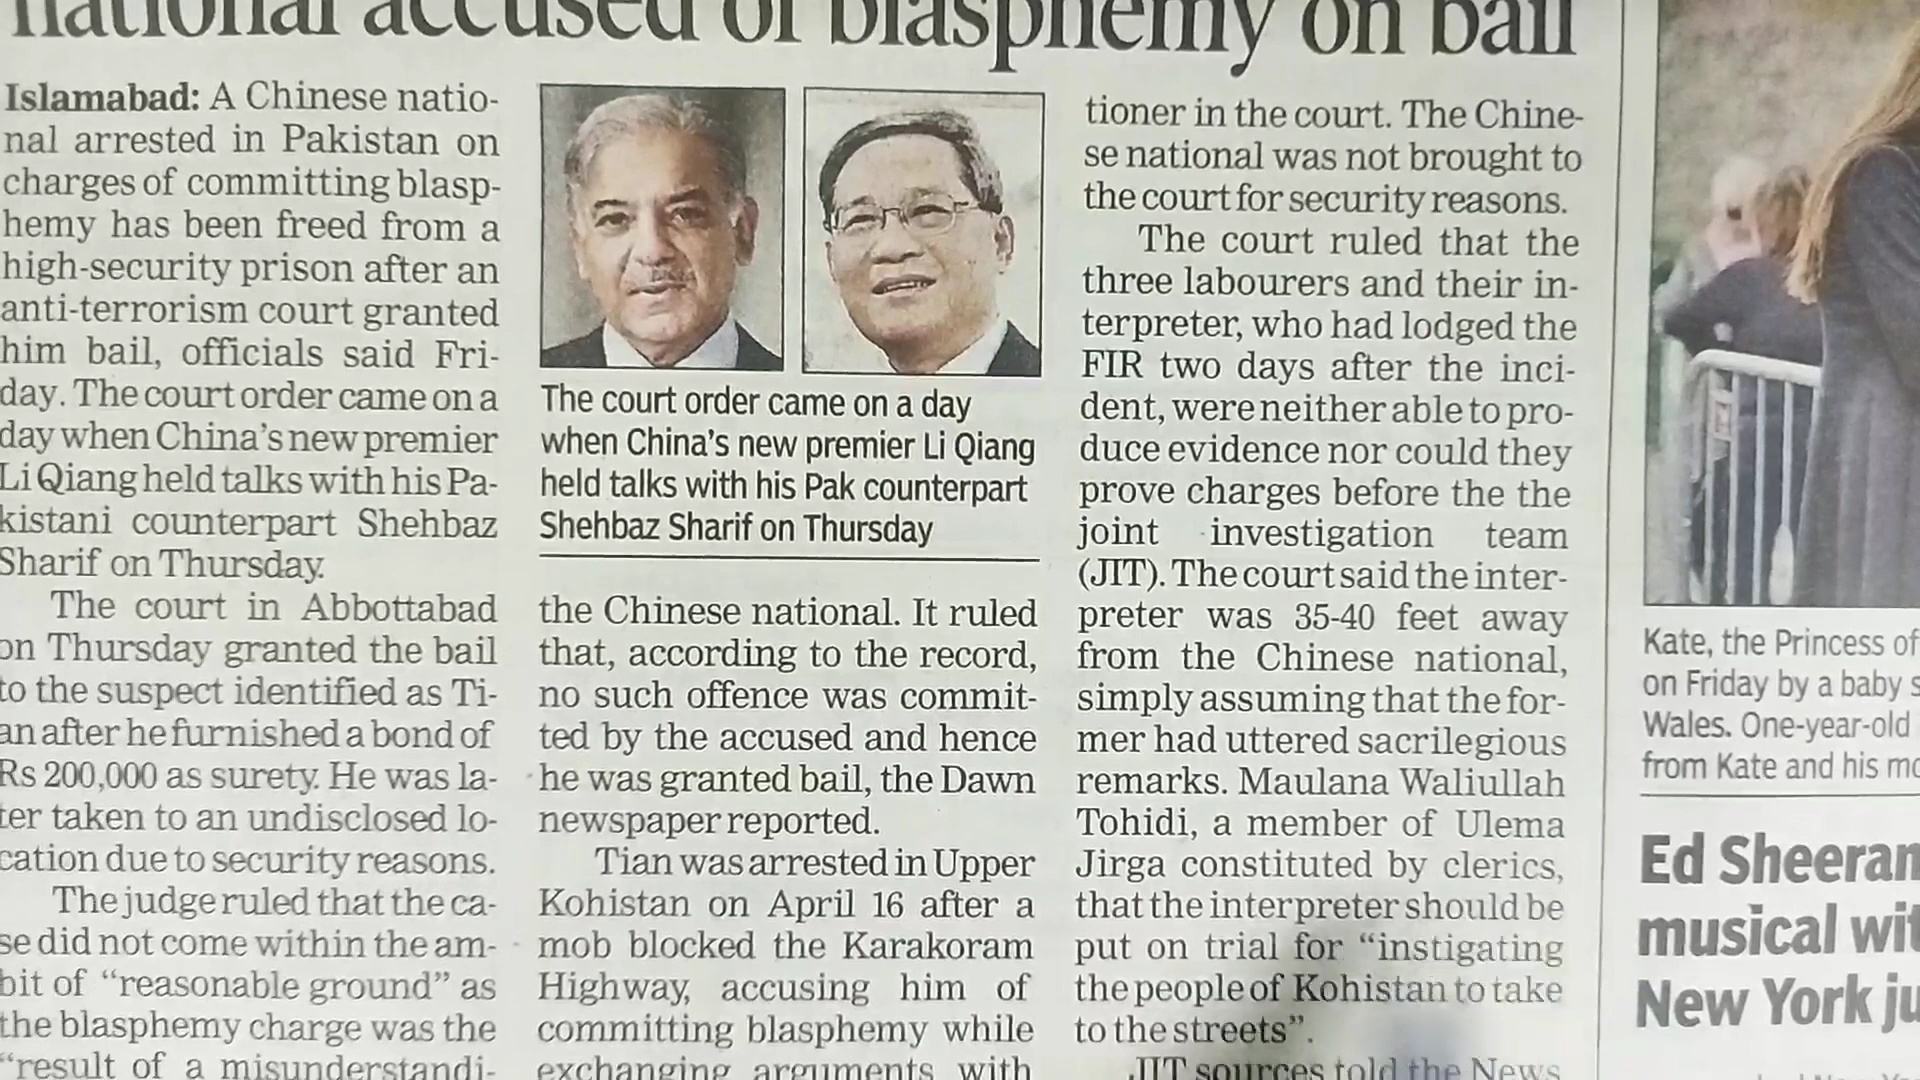 national accused of blasphemy on bail
Islamabad: A Chinese natio-
nal arrested in Pakistan on
charges of committing blasp-
hemy has been freed from a
high-security prison after an
anti-terrorism court granted
him bail, officials said Fri-
day. The court order came on a
day when China's new premier
Li Qiang held talks with his Pa-
kistani counterpart Shehbaz
Sharif on Thursday.
The court in Abbottabad
on Thursday granted the bail
to the suspect identified as Ti-
an after he furnished a bond of
Rs 200,000 as surety. He was la-
ter taken to an undisclosed lo-
cation due to security reasons.
The judge ruled that the ca-
se did not come within the am-
bit of “reasonable ground” as
the blasphemy charge was the
“result of a misunderstandi-
The court order came on a day
when China's new premier Li Qiang
held talks with his Pak counterpart
Shehbaz Sharif on Thursday
the Chinese national. It ruled
that, according to the record,
no such offence was commit-
ted by the accused and hence
he was granted bail, the Dawn
newspaper reported.
Tian was arrested in Upper
Kohistan on April 16 after a
mob blocked the Karakoram
Highway, accusing him of
committing blasphemy while
exchanging arguments with
tioner in the court. The Chine-
se national was not brought to
the court for security reasons.
The court ruled that the
three labourers and their in-
terpreter, who had lodged the
FIR two days after the inci-
dent, were neither able to pro-
duce evidence nor could they
prove charges before the the
joint investigation team
(JIT). The court said the inter-
preter was 35-40 feet away
from the Chinese national,
simply assuming that the for-
mer had uttered sacrilegious
remarks. Maulana Waliullah
Tohidi, a member of Ulema
Jirga constituted by clerics,
that the interpreter should be
put on trial for “instigating
the people of Kohistan to take
to the streets”.
JIT sources told the News
Kate, the Princess of
on Friday by a baby
Wales. One-year-old
from Kate and his
Ed Sheeran
musical
New York